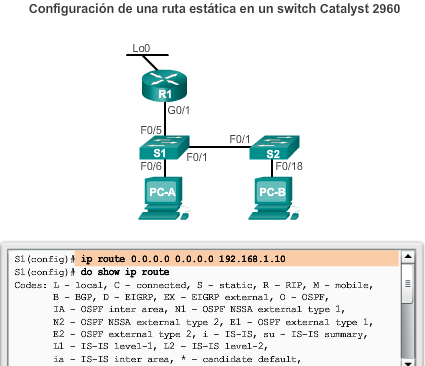 Configuración de una ruta estática en un switch Catalyst 2960
Lo0
R1
G0/1
F0/5
S1
F0/1
F0/1
S2
F0/6
F0/18
PC-A
PC-B
S1(config)# ip route 0.0.0.0 0.0.0.0 192.168.1.10
S1(config)# do show ip route
Codes: L - local, C - connected, S - static, R - RIP, M - mobile,
B - BGP, D - EIGRP, EX - EIGRP external, O - OSPF,
IA - OSPF inter area, N1 - OSPF NSSA external type 1,
N2 - OSPF NSSA external type 2, E1 - OSPF external type 1,
E2 - OSPF external type 2, i - IS-IS, su - IS-IS summary,
L1 - IS-IS level-1, L2 - IS-IS level-2,
ia - IS-IS inter area, * - candidate default,